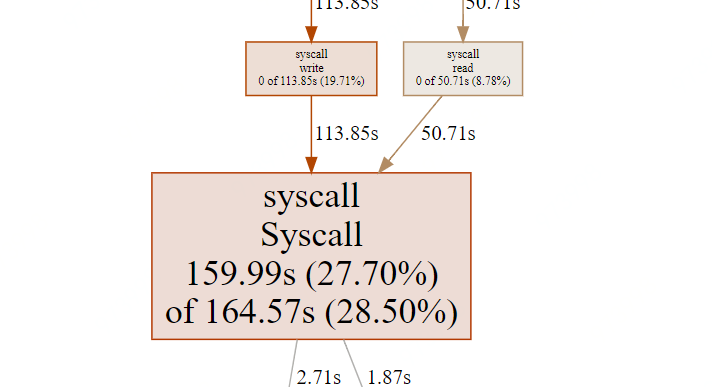 113.85s
50.71s
syscall
write
0 of 113.85s (19.71%)
syscall
read
0 of 50.71s (8.78%)
113.85s
50.71s
syscall
Syscall
159.99s (27.70%)
of 164.57s (28.50%)
2.71s
1.87s